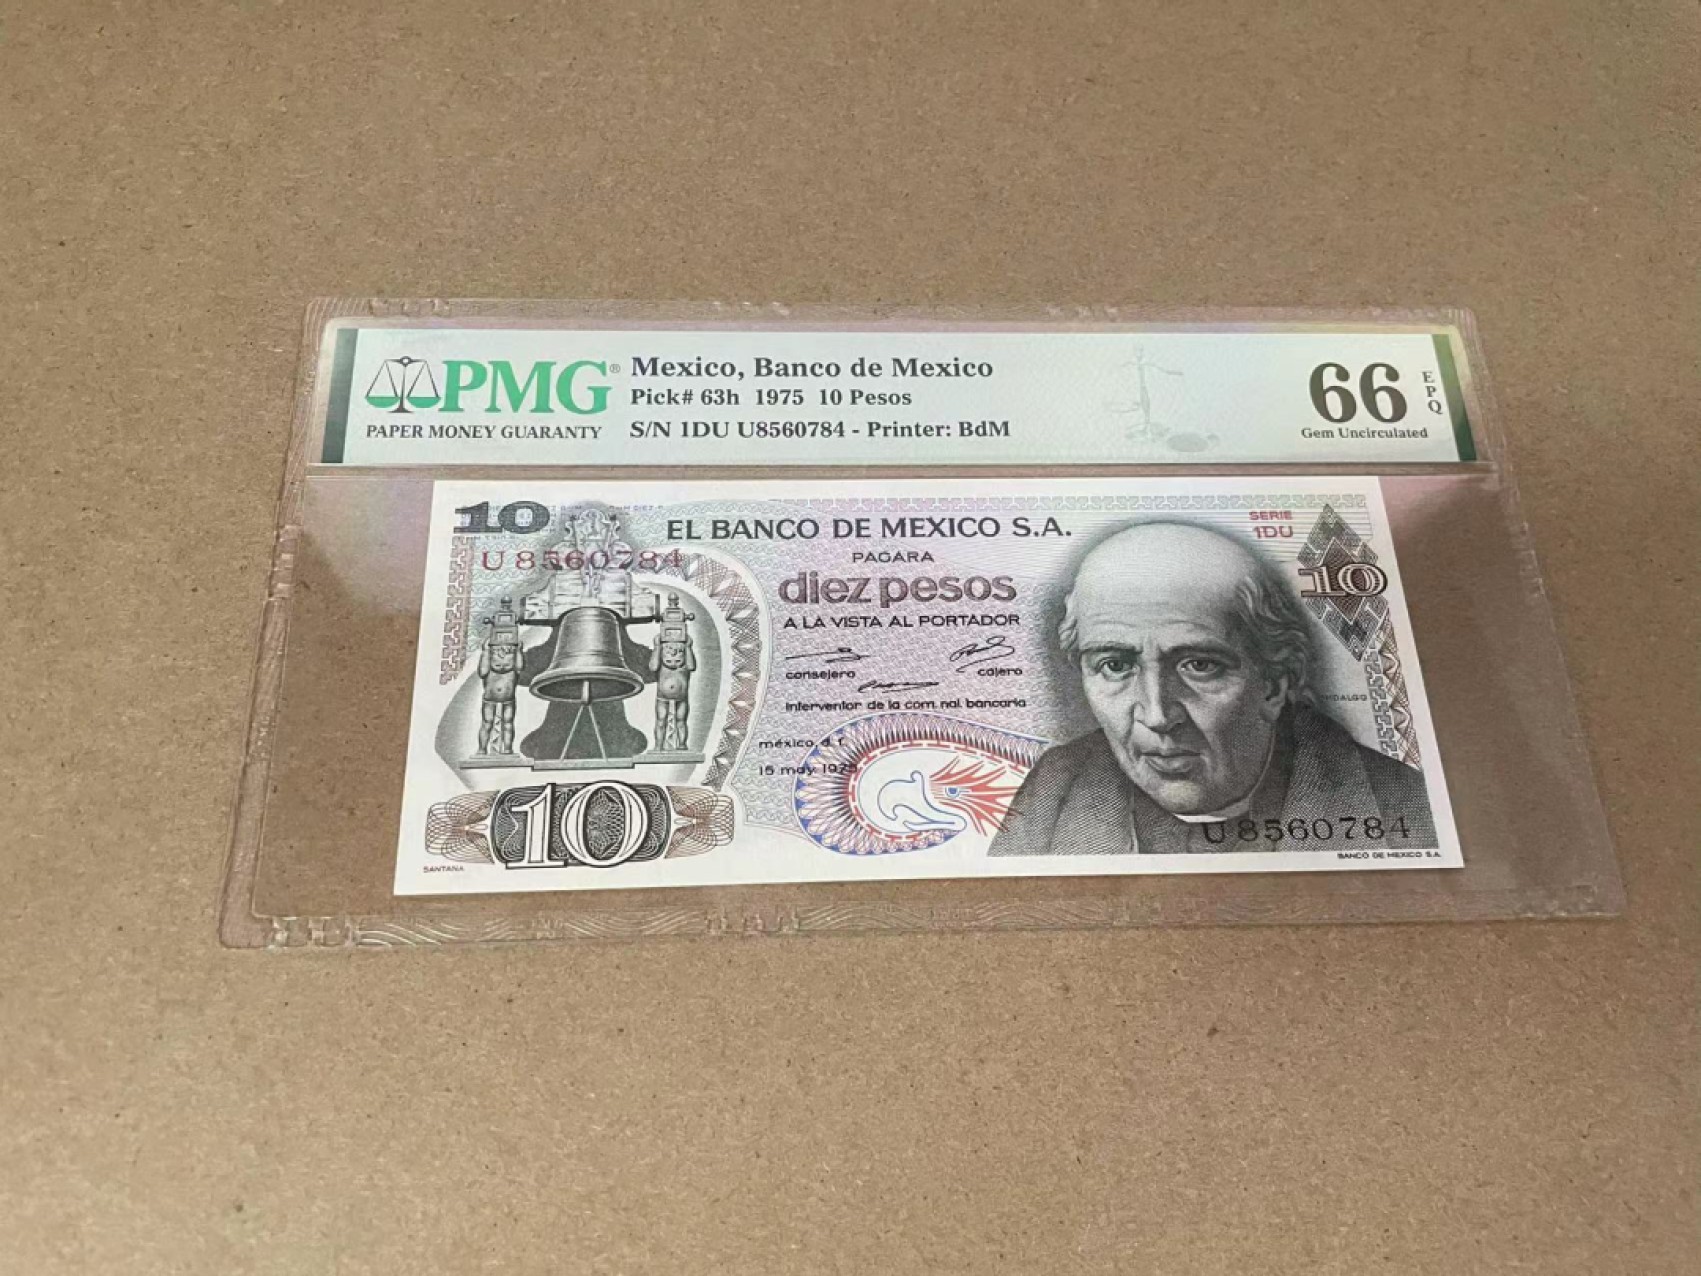 PMG®
PAPER MONEY GUARANTY
Mexico, Banco de Mexico
Pick# 63h 1975 10 Pesos
S/N 1DU U8560784 - Printer: BdM
66
EPQ
Gem Uncirculated
10
EL BANCO DE MEXICO S.A.
SERIE
1DU
U8560784
PAGARA
diez pesos
10
A LA VISTA AL PORTADOR
consejero
cajero
interventor de la com. nal. bancaria
HIDALGO
méxico, d. f.
15 may. 1975
10
U8560784
SANTANA
BANCO DE MEXICO S.A.